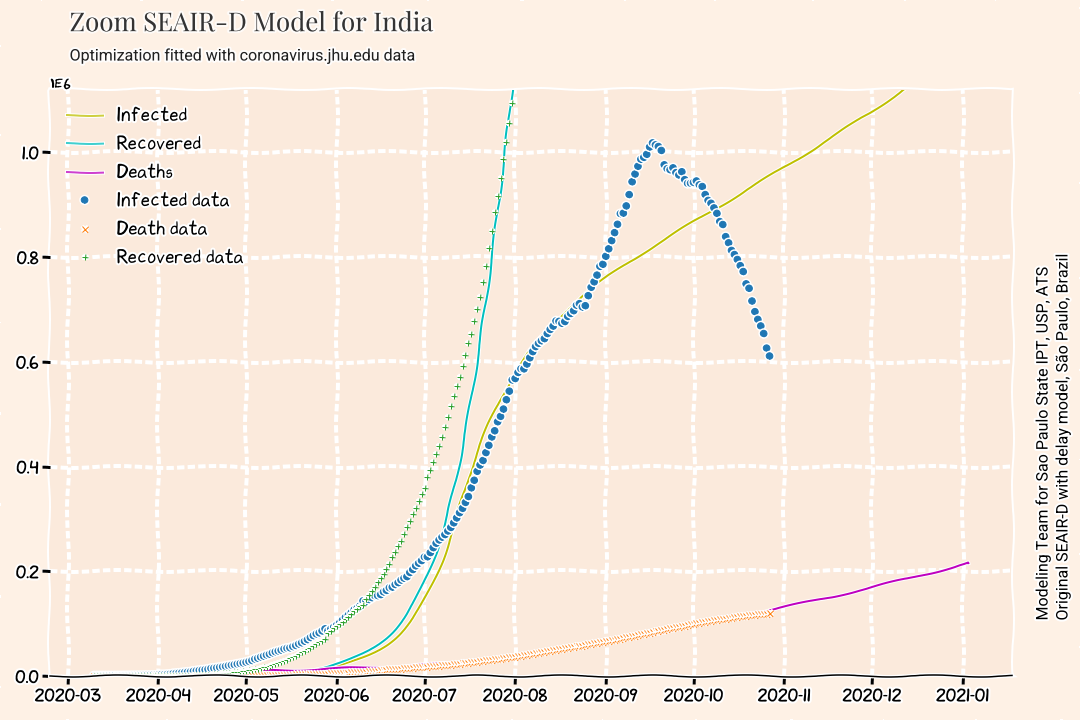 Zoom SEAIR-D Model for India
Optimization fitted with coronavirus.jhu.edu data
1E6
Infected
Recovered
Deaths
Infected data
Death data
Recovered data
1.0
0.8
0.6
0.4
0.2
0.0
2020-03 2020-04 2020-05 2020-06 2020-07 2020-08 2020-09 2020-10 2020-11 2020-12 2021-01
Modeling Team for Sao Paulo State IPT, USP, ATS
Original SEAIR-D with delay model, São Paulo, Brazil